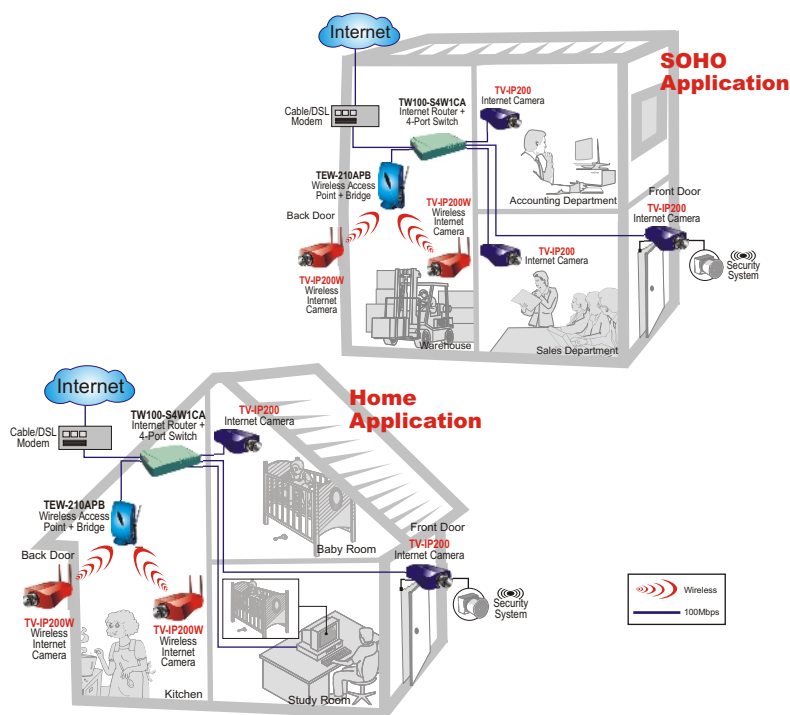 Internet
SOHO
Application
TV-IP200
Internet Camera
TW100-S4W1CA
Internet Router +
4-Port Switch
Cable/DSL
Modem
TEW-210APB
Wireless Access
Point + Bridge
Accounting Department
Front Door
TV-IP200
Internet Camera
Back Door
TV-IP200W
Wireless
Internet
Camera
TV-IP200
Internet Camera
Security
System
TV-IP200W
Wireless
Internet
Camera
Warehouse
Sales Department
Internet
Home
Application
TW100-S4W1CA
Internet Router +
4-Port Switch
TV-IP200
Internet Camera
Cable/DSL
Modem
TEW-210APB
Wireless Access
Point + Bridge
Baby Room
Front Door
TV-IP200
Internet Camera
Back Door
Security
System
TV-IP200W
Wireless
Internet
Camera
TV-IP200W
Wireless
Internet
Camera
Kitchen
Study Room
Wireless
100Mbps